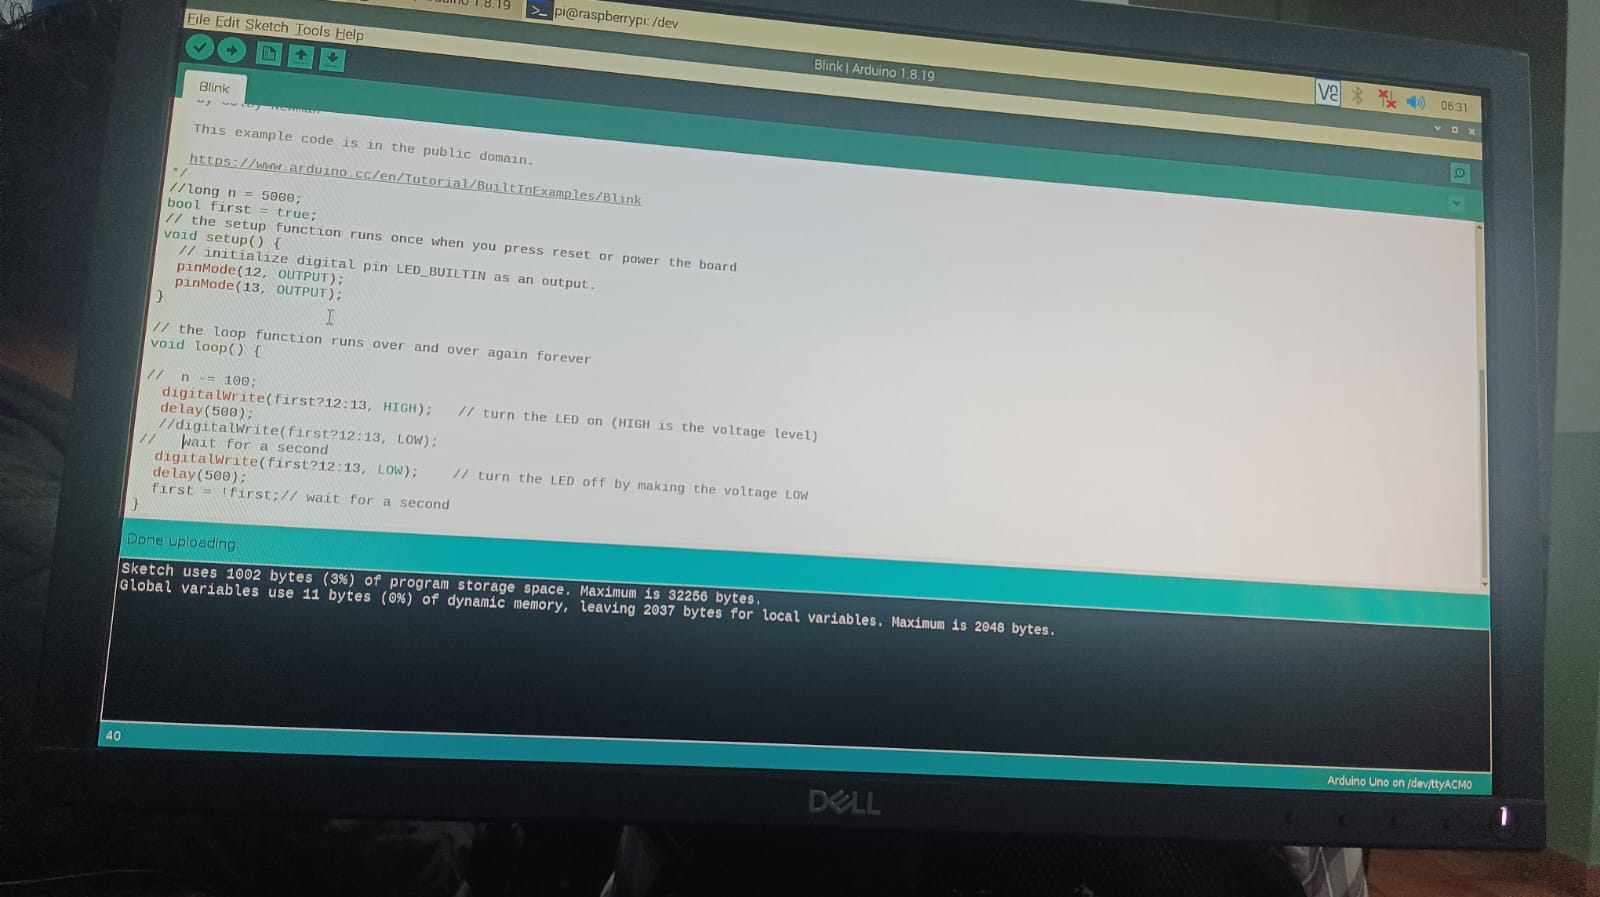 1.8.19
pi@raspberrypi: /dev
File Edit Sketch Tools Help
Blink | Arduino 1.8.19
06:31
Blink
This example code is in the public domain.
https://www.arduino.cc/en/Tutorial/BuiltInExamples/Blink
*/
//long n = 5000;
bool first = true;
// the setup function runs once when you press reset or power the board
void setup() {
// initialize digital pin LED_BUILTIN as an output.
pinMode(12, OUTPUT);
pinMode(13, OUTPUT);
}
// the loop function runs over and over again forever
void loop() {
// n -= 100;
digitalWrite(first?12:13, HIGH); // turn the LED on (HIGH is the voltage level)
delay(500);
//digitalWrite(first?12:13, LOW);
// wait for a second
digitalWrite(first?12:13, LOW); // turn the LED off by making the voltage LOW
delay(500);
first = !first;// wait for a second
}
Done uploading.
Sketch uses 1002 bytes (3%) of program storage space. Maximum is 32256 bytes.
Global variables use 11 bytes (0%) of dynamic memory, leaving 2037 bytes for local variables. Maximum is 2048 bytes.
40
Arduino Uno on /dev/ttyACM0
DELL